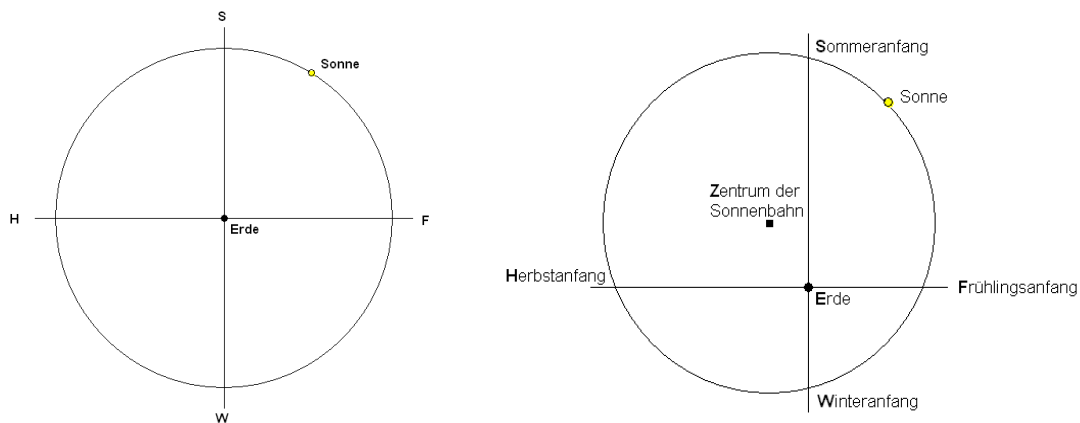 S
Sonne
H
F
Erde
W
Sommeranfang
Sonne
Zentrum der
Sonnenbahn
Herbstanfang
Erde
Frühlingsanfang
Winteranfang